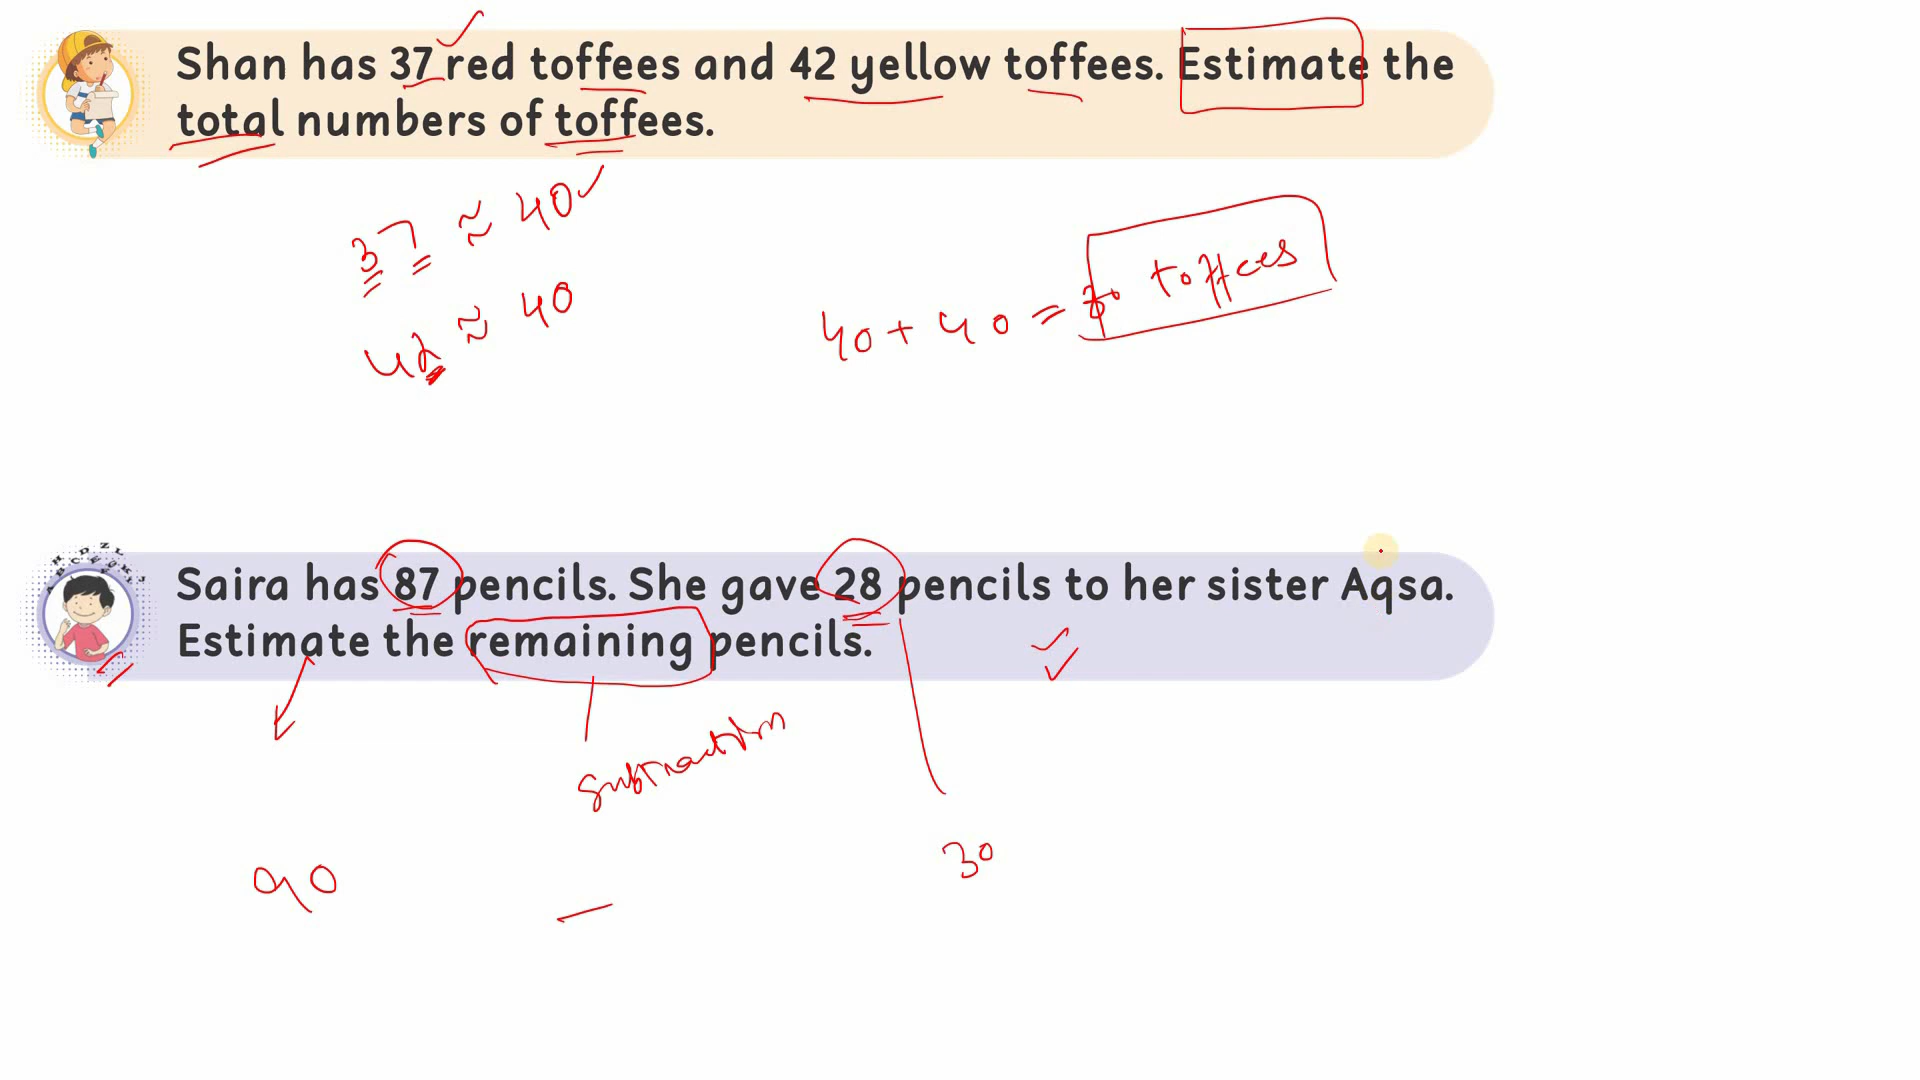 Shan has 37 red toffees and 42 yellow toffees. Estimate the
total numbers of toffees.
37 ≈ 40
42 ≈ 40
40 + 40 = 80 toffees
Saira has 87 pencils. She gave 28 pencils to her sister Aqsa.
Estimate the remaining pencils.
subtraction
90 — 30